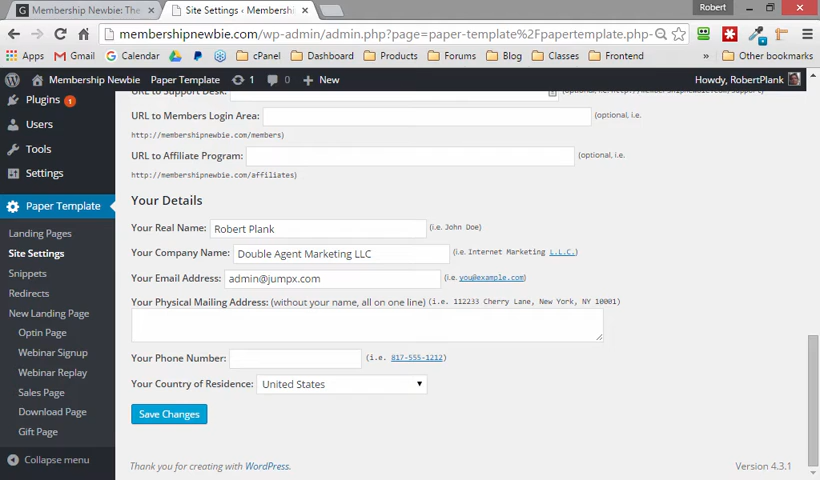 Membership Newbie: The
Site Settings ‹ Membershi
Robert
membershipnewbie.com/wp-admin/admin.php?page=paper-template%2Fpapertemplate.php-
Apps
Gmail
Calendar
cPanel
Dashboard
Products
Forums
Blog
Classes
Frontend
»
Other bookmarks
Membership Newbie
Paper Template
1
0
+ New
Howdy, RobertPlank
Plugins 1
Users
Tools
Settings
Paper Template
Landing Pages
Site Settings
Snippets
Redirects
New Landing Page
Optin Page
Webinar Signup
Webinar Replay
Sales Page
Download Page
Gift Page
Collapse menu
URL to Support Desk:
URL to Members Login Area: (optional, i.e.
http://membershipnewbie.com/members)
URL to Affiliate Program: (optional, i.e.
http://membershipnewbie.com/affiliates)
Your Details
Your Real Name: Robert Plank (i.e. John Doe)
Your Company Name: Double Agent Marketing LLC (i.e. Internet Marketing L.L.C.)
Your Email Address: admin@jumpx.com (i.e. you@example.com)
Your Physical Mailing Address: (without your name, all on one line) (i.e. 112233 Cherry Lane, New York, NY 10001)
Your Phone Number: (i.e. 817-555-1212)
Your Country of Residence: United States
Save Changes
Thank you for creating with WordPress.
Version 4.3.1